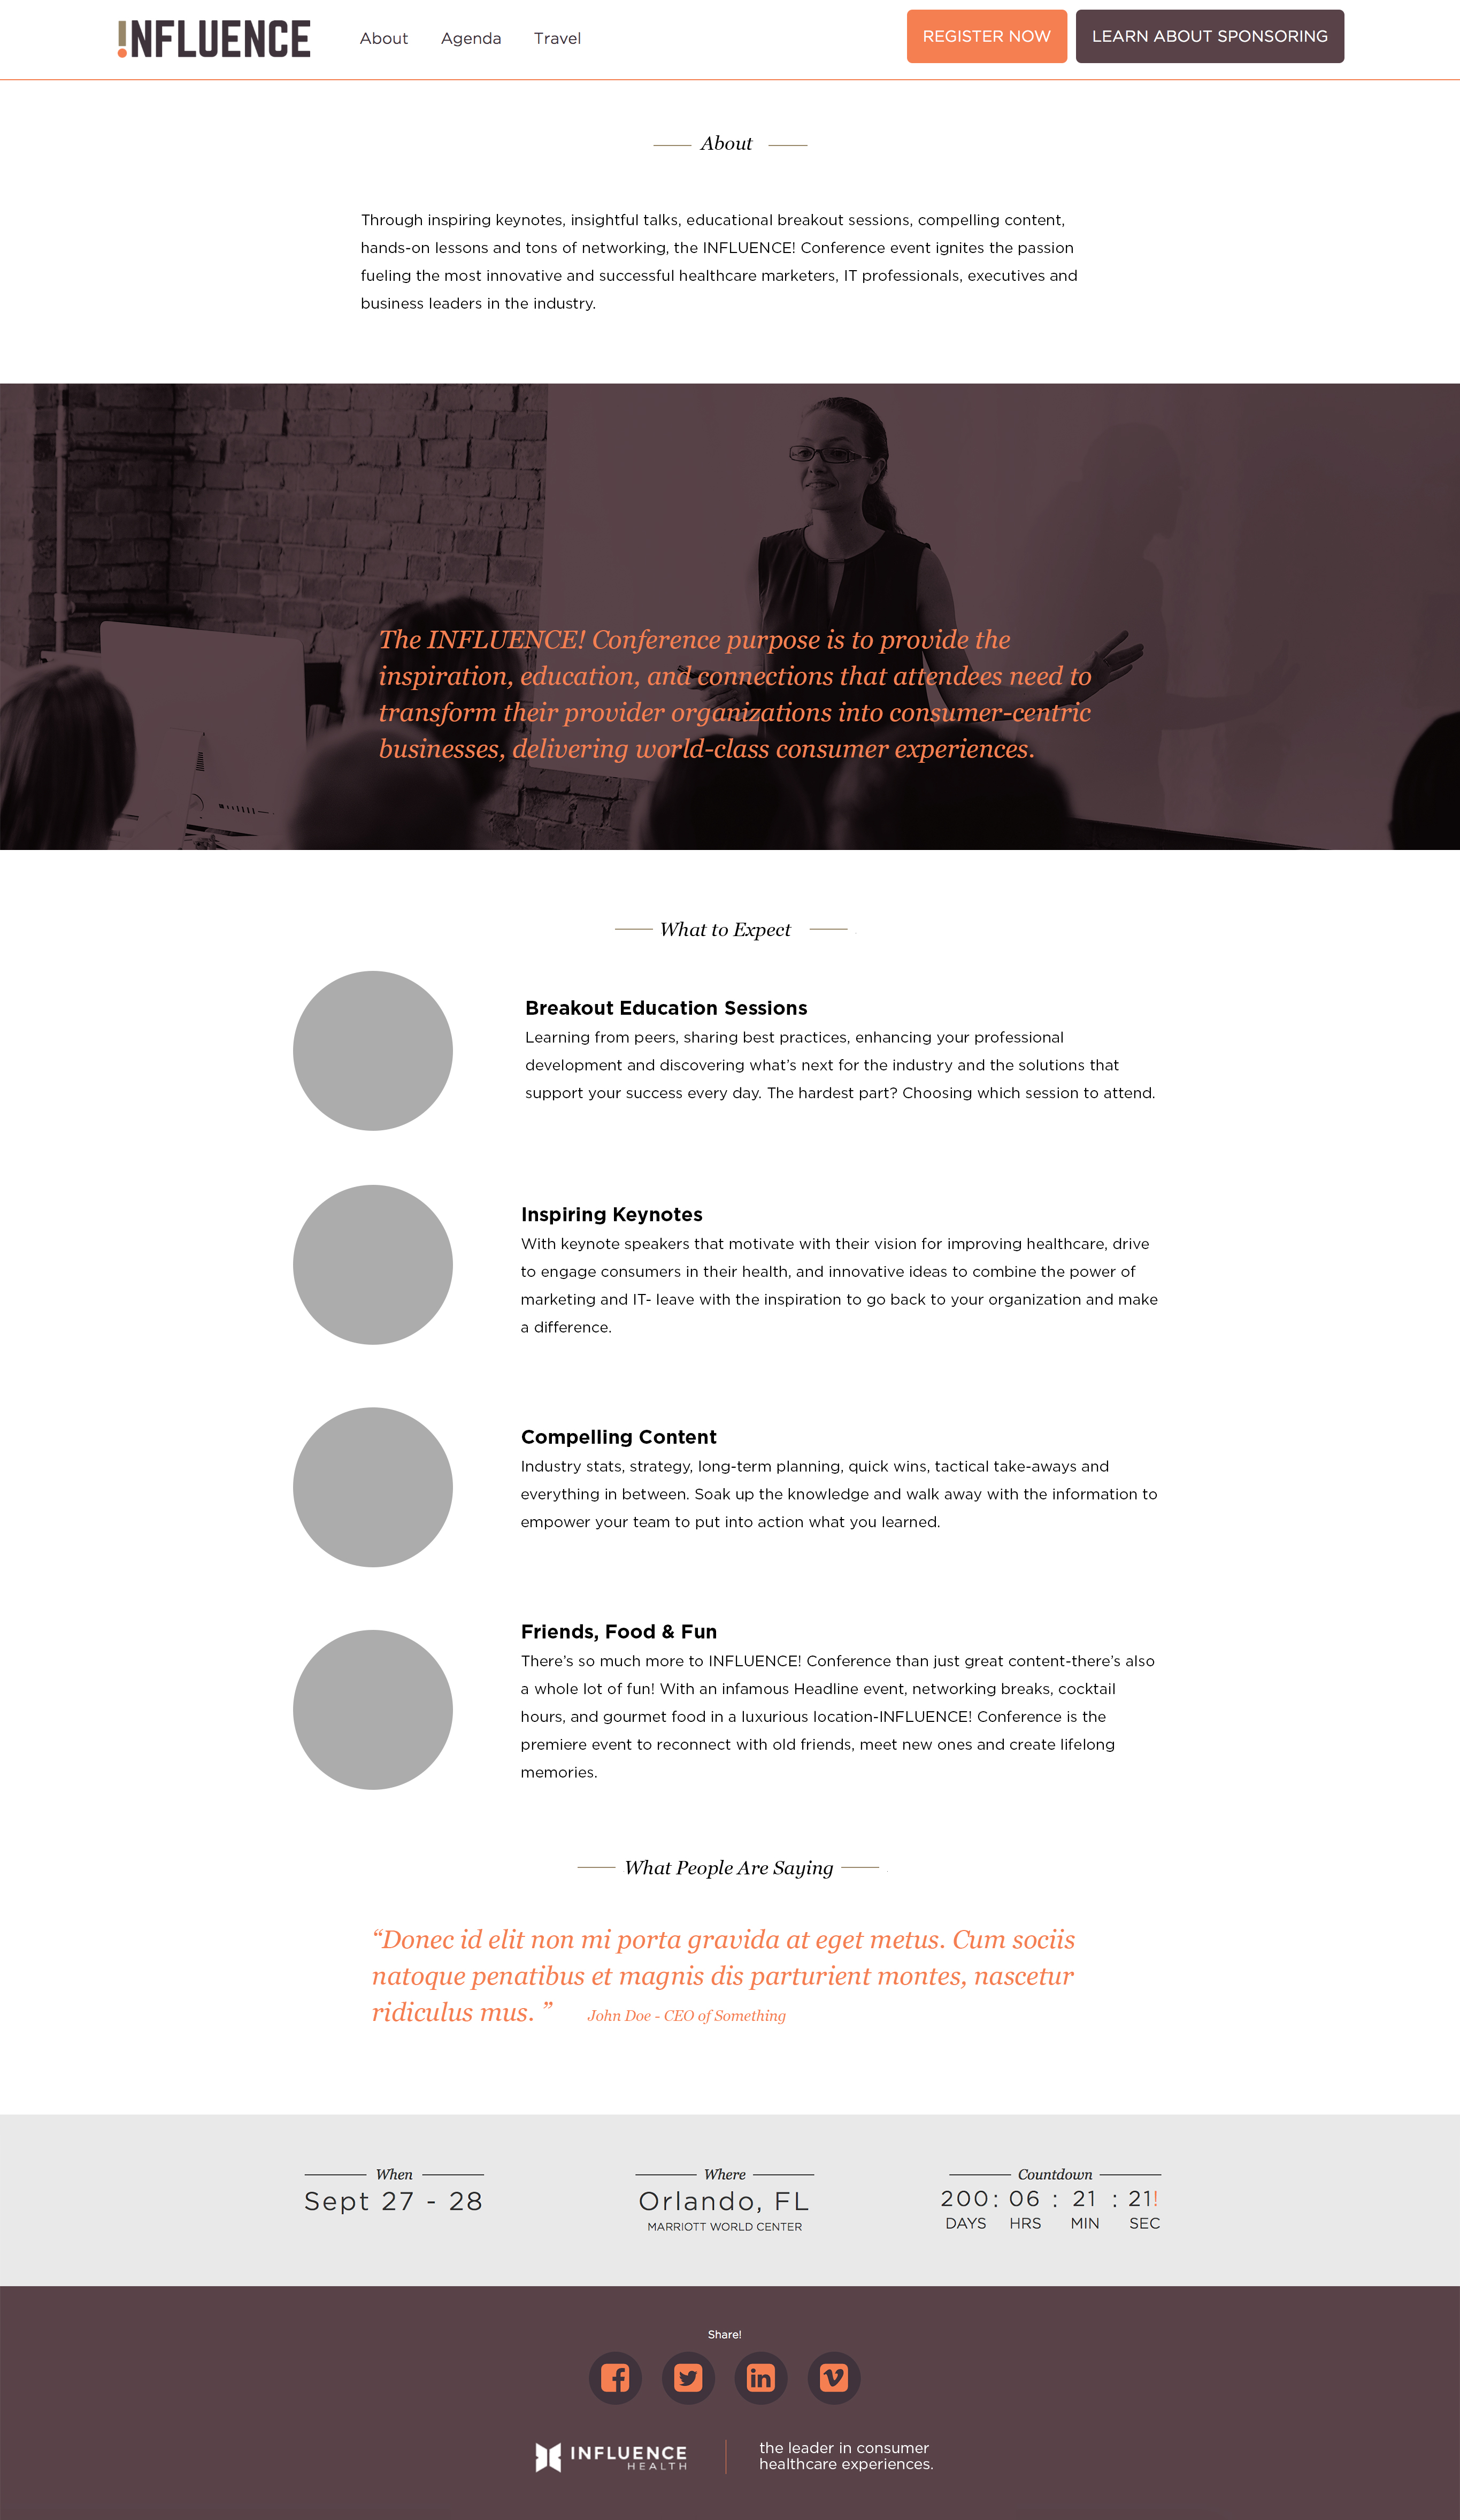 !NFLUENCE
About Agenda Travel
REGISTER NOW
LEARN ABOUT SPONSORING
About
Through inspiring keynotes, insightful talks, educational breakout sessions, compelling content,
hands-on lessons and tons of networking, the INFLUENCE! Conference event ignites the passion
fueling the most innovative and successful healthcare marketers, IT professionals, executives and
business leaders in the industry.
The INFLUENCE! Conference purpose is to provide the
inspiration, education, and connections that attendees need to
transform their provider organizations into consumer-centric
businesses, delivering world-class consumer experiences.
What to Expect
Breakout Education Sessions
Learning from peers, sharing best practices, enhancing your professional
development and discovering what’s next for the industry and the solutions that
support your success every day. The hardest part? Choosing which session to attend.
Inspiring Keynotes
With keynote speakers that motivate with their vision for improving healthcare, drive
to engage consumers in their health, and innovative ideas to combine the power of
marketing and IT- leave with the inspiration to go back to your organization and make
a difference.
Compelling Content
Industry stats, strategy, long-term planning, quick wins, tactical take-aways and
everything in between. Soak up the knowledge and walk away with the information to
empower your team to put into action what you learned.
Friends, Food & Fun
There’s so much more to INFLUENCE! Conference than just great content-there’s also
a whole lot of fun! With an infamous Headline event, networking breaks, cocktail
hours, and gourmet food in a luxurious location-INFLUENCE! Conference is the
premiere event to reconnect with old friends, meet new ones and create lifelong
memories.
What People Are Saying
“Donec id elit non mi porta gravida at eget metus. Cum sociis
natoque penatibus et magnis dis parturient montes, nascetur
ridiculus mus. ” John Doe - CEO of Something
When
Sept 27 - 28
Where
Orlando, FL
MARRIOTT WORLD CENTER
Countdown
200 : 06 : 21 : 21!
DAYS HRS MIN SEC
Share!
INFLUENCE
HEALTH
the leader in consumer
healthcare experiences.